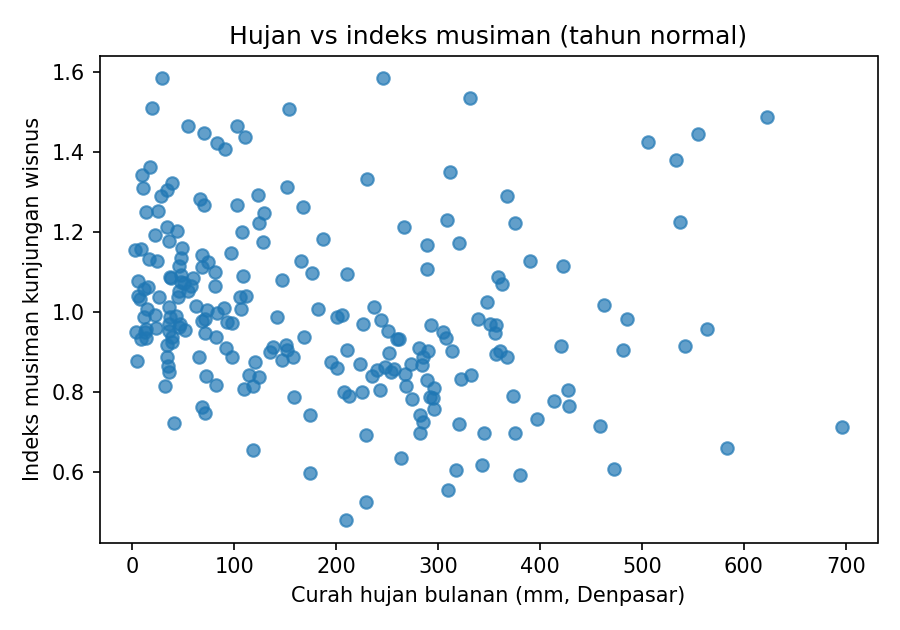 Hujan vs indeks musiman (tahun normal)
Indeks musiman kunjungan wisnus
1.6
1.4
1.2
1.0
0.8
0.6
0 100 200 300 400 500 600 700
Curah hujan bulanan (mm, Denpasar)